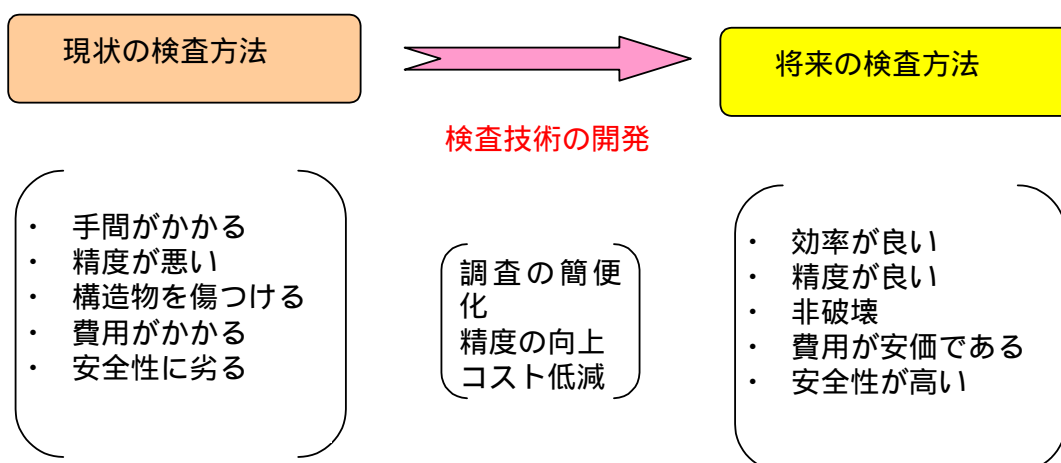 現状の検査方法
将来の検査方法
検査技術の開発
・ 手間がかかる
・ 精度が悪い
・ 構造物を傷つける
・ 費用がかかる
・ 安全性に劣る
調査の簡便
化
精度の向上
コスト低減
・ 効率が良い
・ 精度が良い
・ 非破壊
・ 費用が安価である
・ 安全性が高い